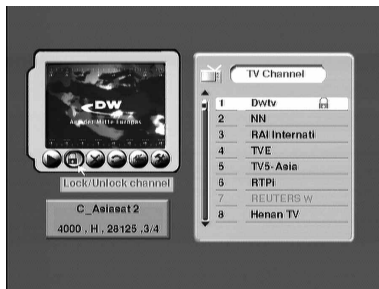 DW
Aus der Mitte Europas
Lock/Unlock channel
C_Asiasat 2
4000 , H , 28125 ,3/4
TV Channel
1 Dwtv
2 NN
3 RAI Internati
4 TVE
5 TV5-Asia
6 RTPi
7 REUTERS W
8 Henan TV